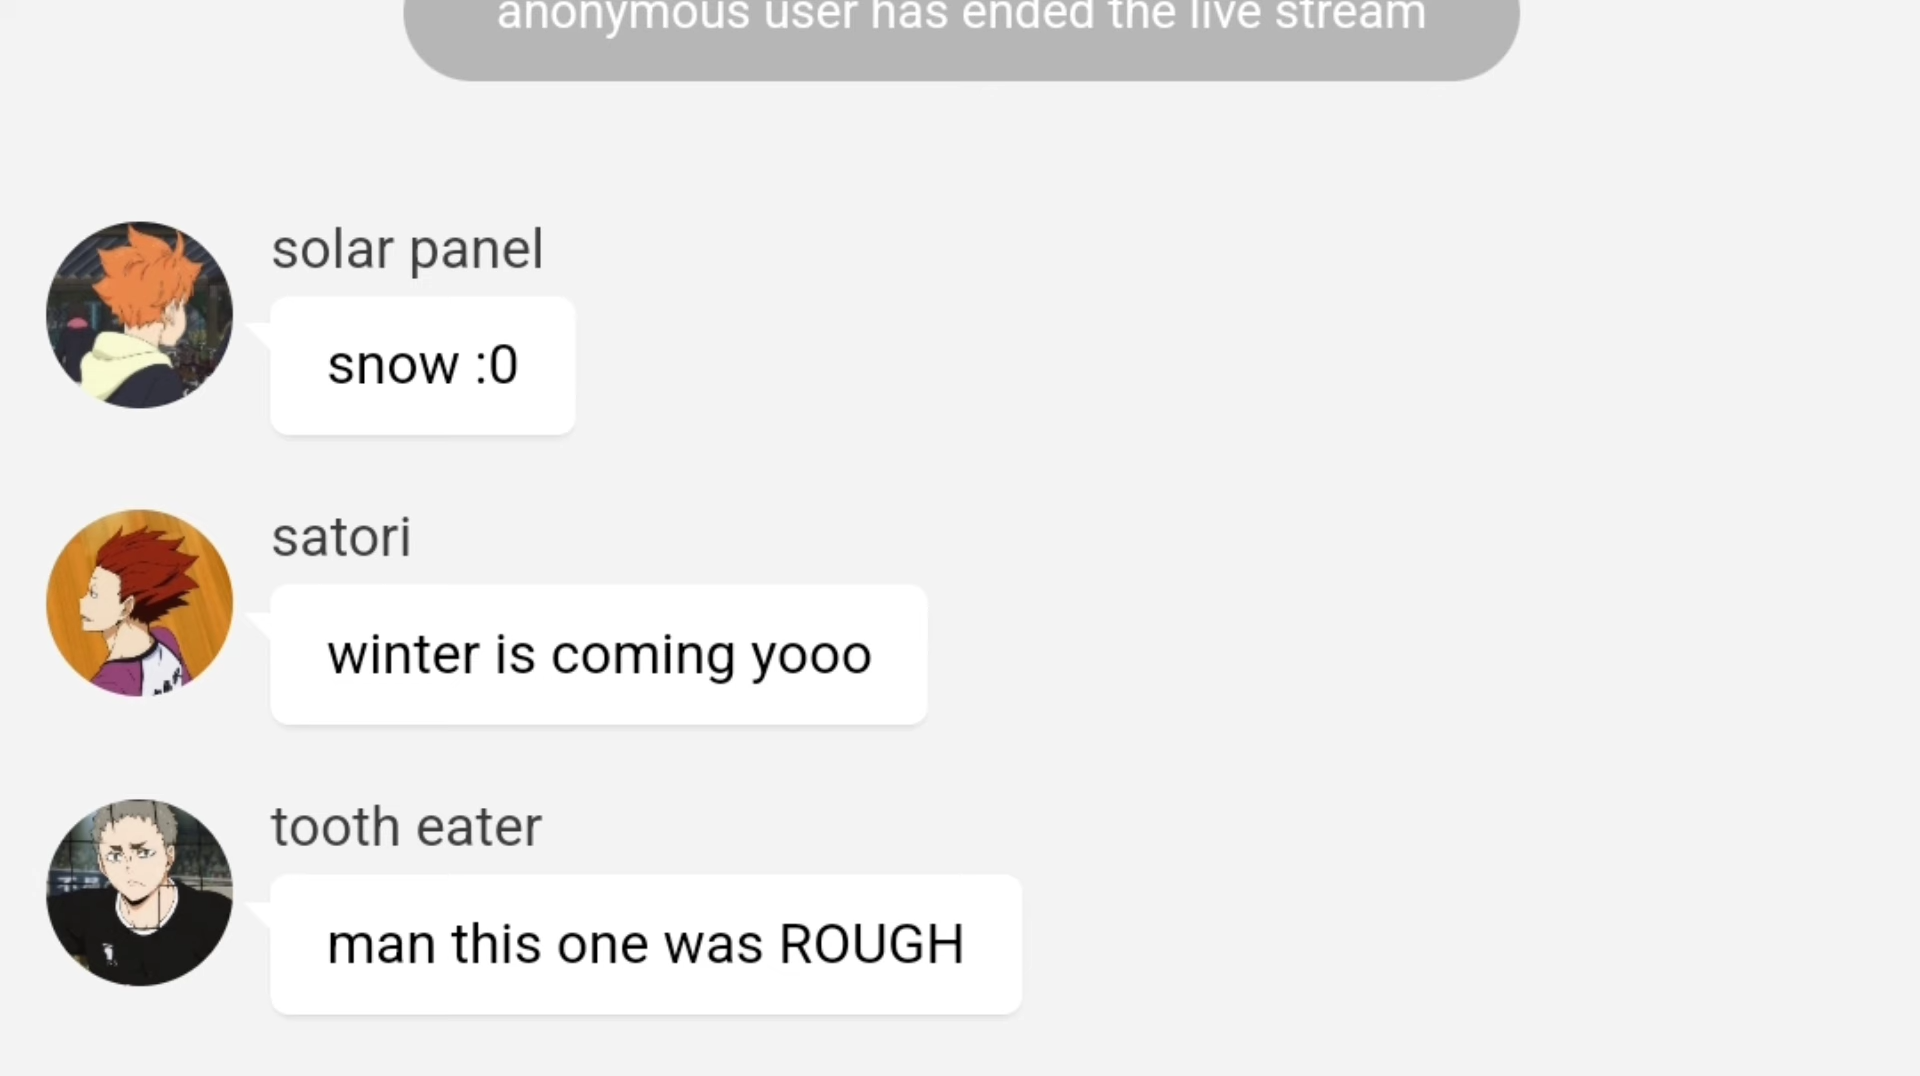 anonymous user has ended the live stream
solar panel
snow :0
satori
winter is coming yooo
tooth eater
man this one was ROUGH